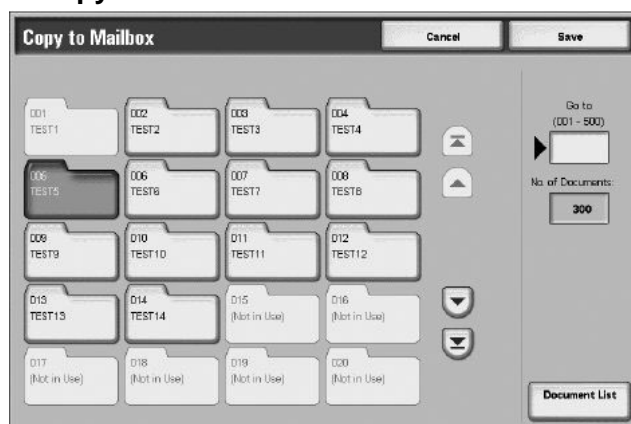 Copy to Mailbox
Cancel
Save
001
TEST1
002
TEST2
003
TEST3
004
TEST4
Go to
(001 - 500)
006
TEST5
006
TEST6
007
TEST7
008
TEST8
No. of Documents:
300
009
TEST9
010
TEST10
011
TEST11
012
TEST12
013
TEST13
014
TEST14
015
(Not in Use)
016
(Not in Use)
017
(Not in Use)
018
(Not in Use)
019
(Not in Use)
020
(Not in Use)
Document List